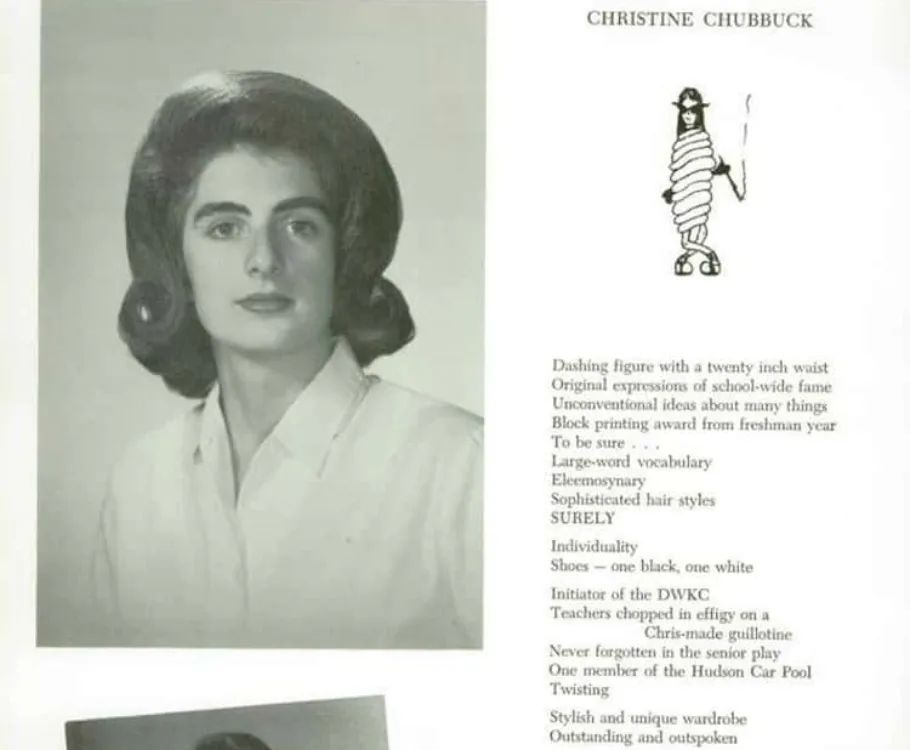 CHRISTINE CHUBBUCK
Dashing figure with a twenty inch waist
Original expressions of school-wide fame
Unconventional ideas about many things
Block printing award from freshman year
To be sure . . .
Large-word vocabulary
Eleemosynary
Sophisticated hair styles
SURELY
Individuality
Shoes — one black, one white
Initiator of the DWKC
Teachers chopped in effigy on a
Chris-made guillotine
Never forgotten in the senior play
One member of the Hudson Car Pool
Twisting
Stylish and unique wardrobe
Outstanding and outspoken